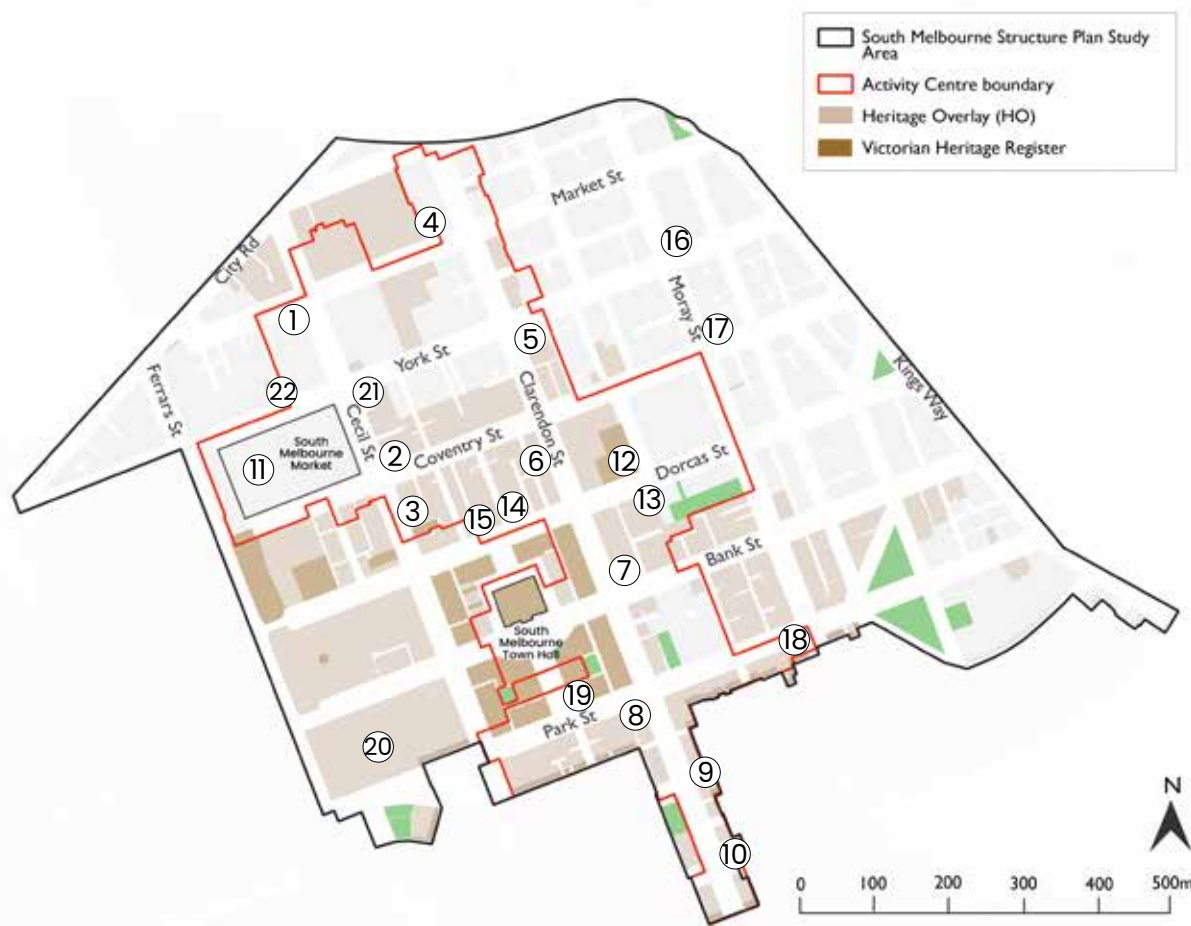 South Melbourne Structure Plan Study
Area
Activity Centre boundary
Heritage Overlay (HO)
Victorian Heritage Register
Market St
4
16
City Rd
Moray St
1
17
5
York St
Ferrars St
Kings Way
22
21
Clarendon St
Cecil St
South
Melbourne
Market
11
2
Coventry St
6
12
Dorcas St
13
3
15
14
Bank St
7
South
Melbourne
Town Hall
18
19
Park St
8
20
9
10
N
0 100 200 300 400 500m